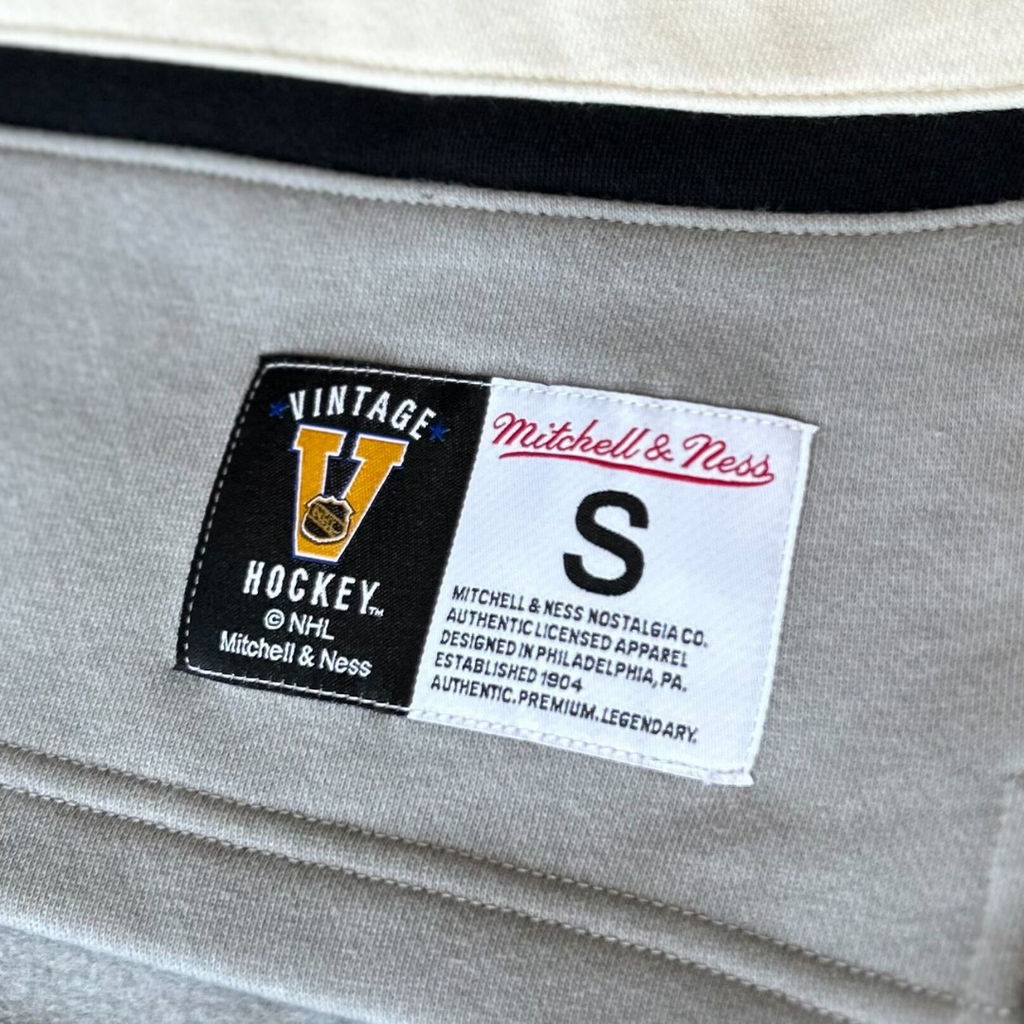 VINTAGE
V
HOCKEY™
© NHL
Mitchell & Ness
Mitchell & Ness
S
MITCHELL & NESS NOSTALGIA CO.
AUTHENTIC LICENSED APPAREL
DESIGNED IN PHILADELPHIA, PA.
ESTABLISHED 1904
AUTHENTIC.PREMIUM.LEGENDARY.